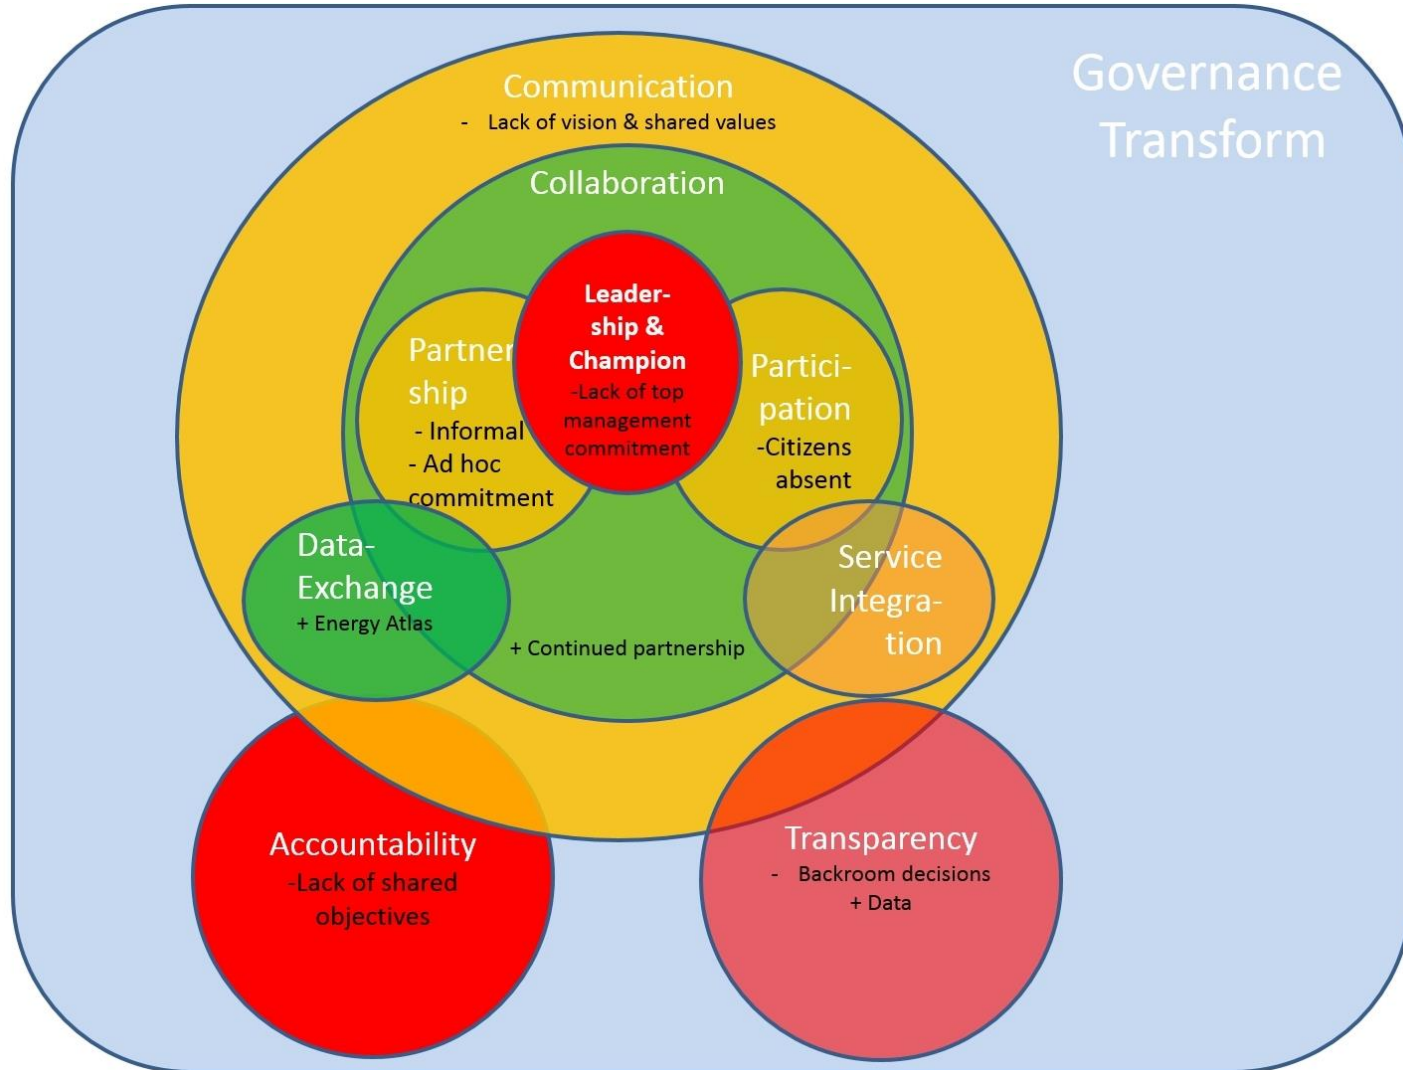 Governance
Transform
Communication
- Lack of vision & shared values
Collaboration
Leader-
ship &
Champion
-Lack of top
management
commitment
Partner
ship
- Informal
- Ad hoc
commitment
Partici-
pation
-Citizens
absent
Data-
Exchange
+ Energy Atlas
Service
Integra-
tion
+ Continued partnership
Accountability
-Lack of shared
objectives
Transparency
- Backroom decisions
+ Data